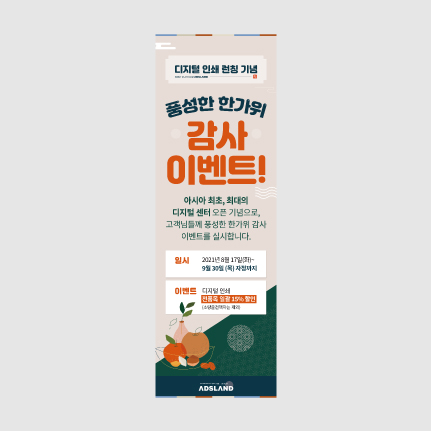 디지털 인쇄 런칭 기념
풍성한 한가위
감사
이벤트!
아시아 최초, 최대의
디지털 센터 오픈 기념으로,
고객님들께 풍성한 한가위 감사
이벤트를 실시합니다.
일시
2021년 8월 17일(화)~
9월 30일 (목) 자정까지
이벤트
디지털 인쇄
전품목 일괄 15% 할인
ADSLAND